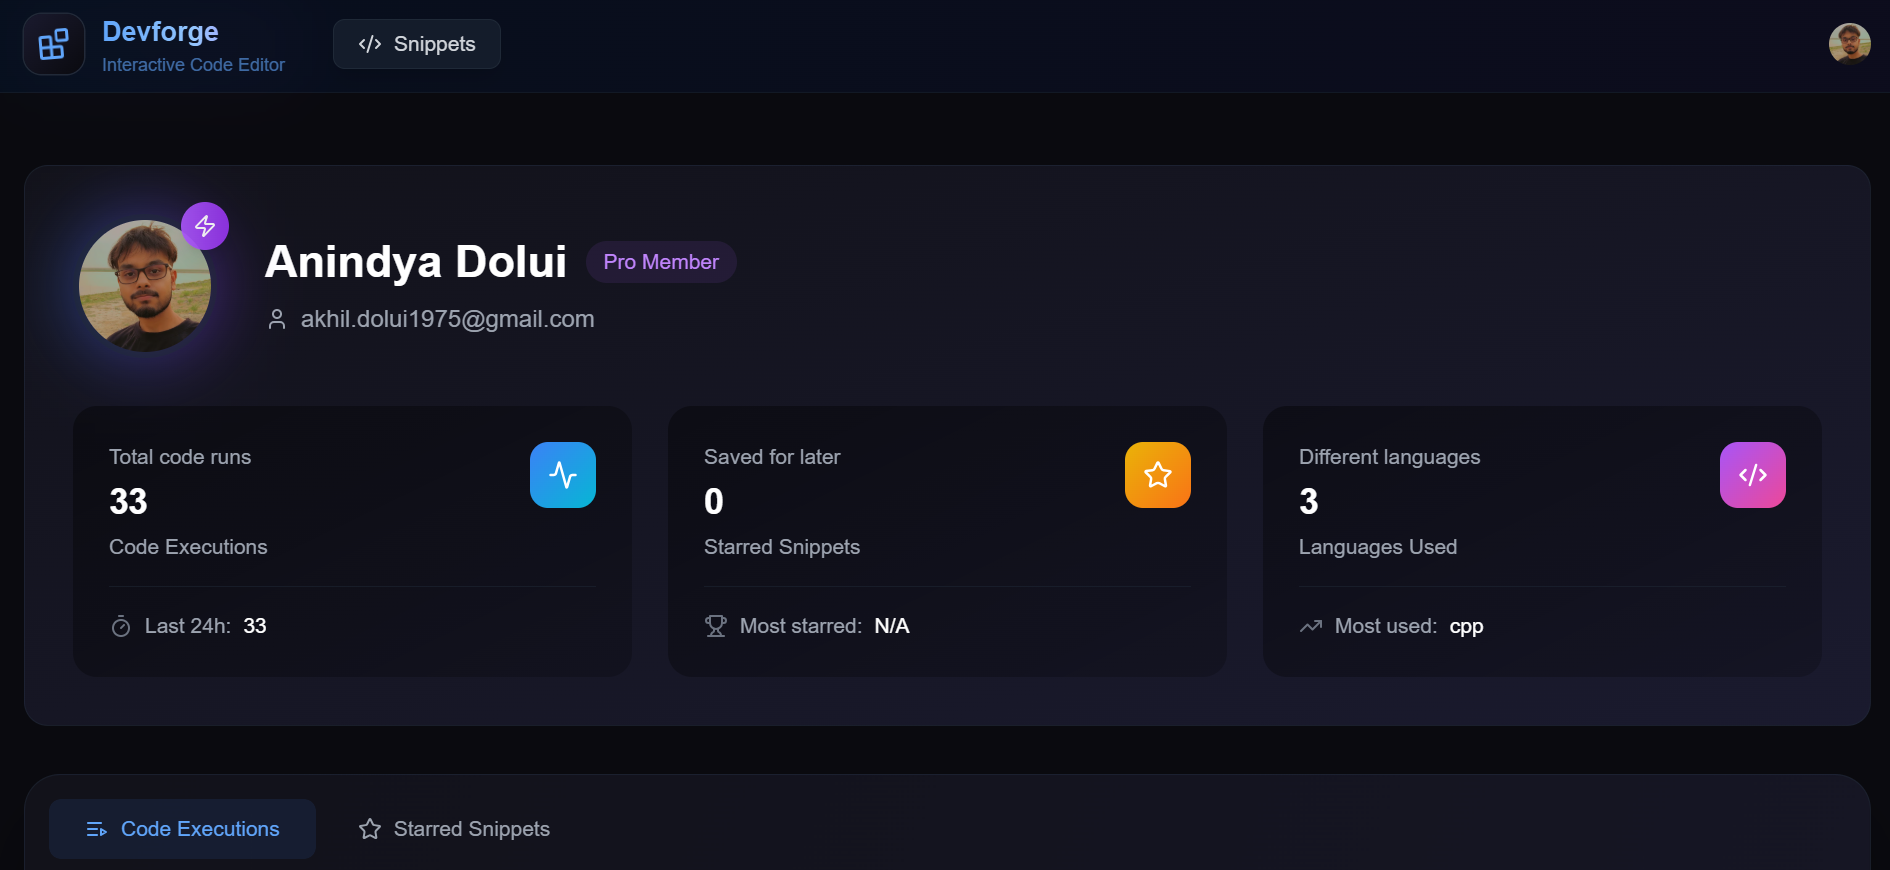 Devforge
Interactive Code Editor
Snippets
Anindya Dolui
Pro Member
akhil.dolui1975@gmail.com
Total code runs
33
Code Executions
Last 24h: 33
Saved for later
0
Starred Snippets
Most starred: N/A
Different languages
3
Languages Used
Most used: cpp
Code Executions
Starred Snippets